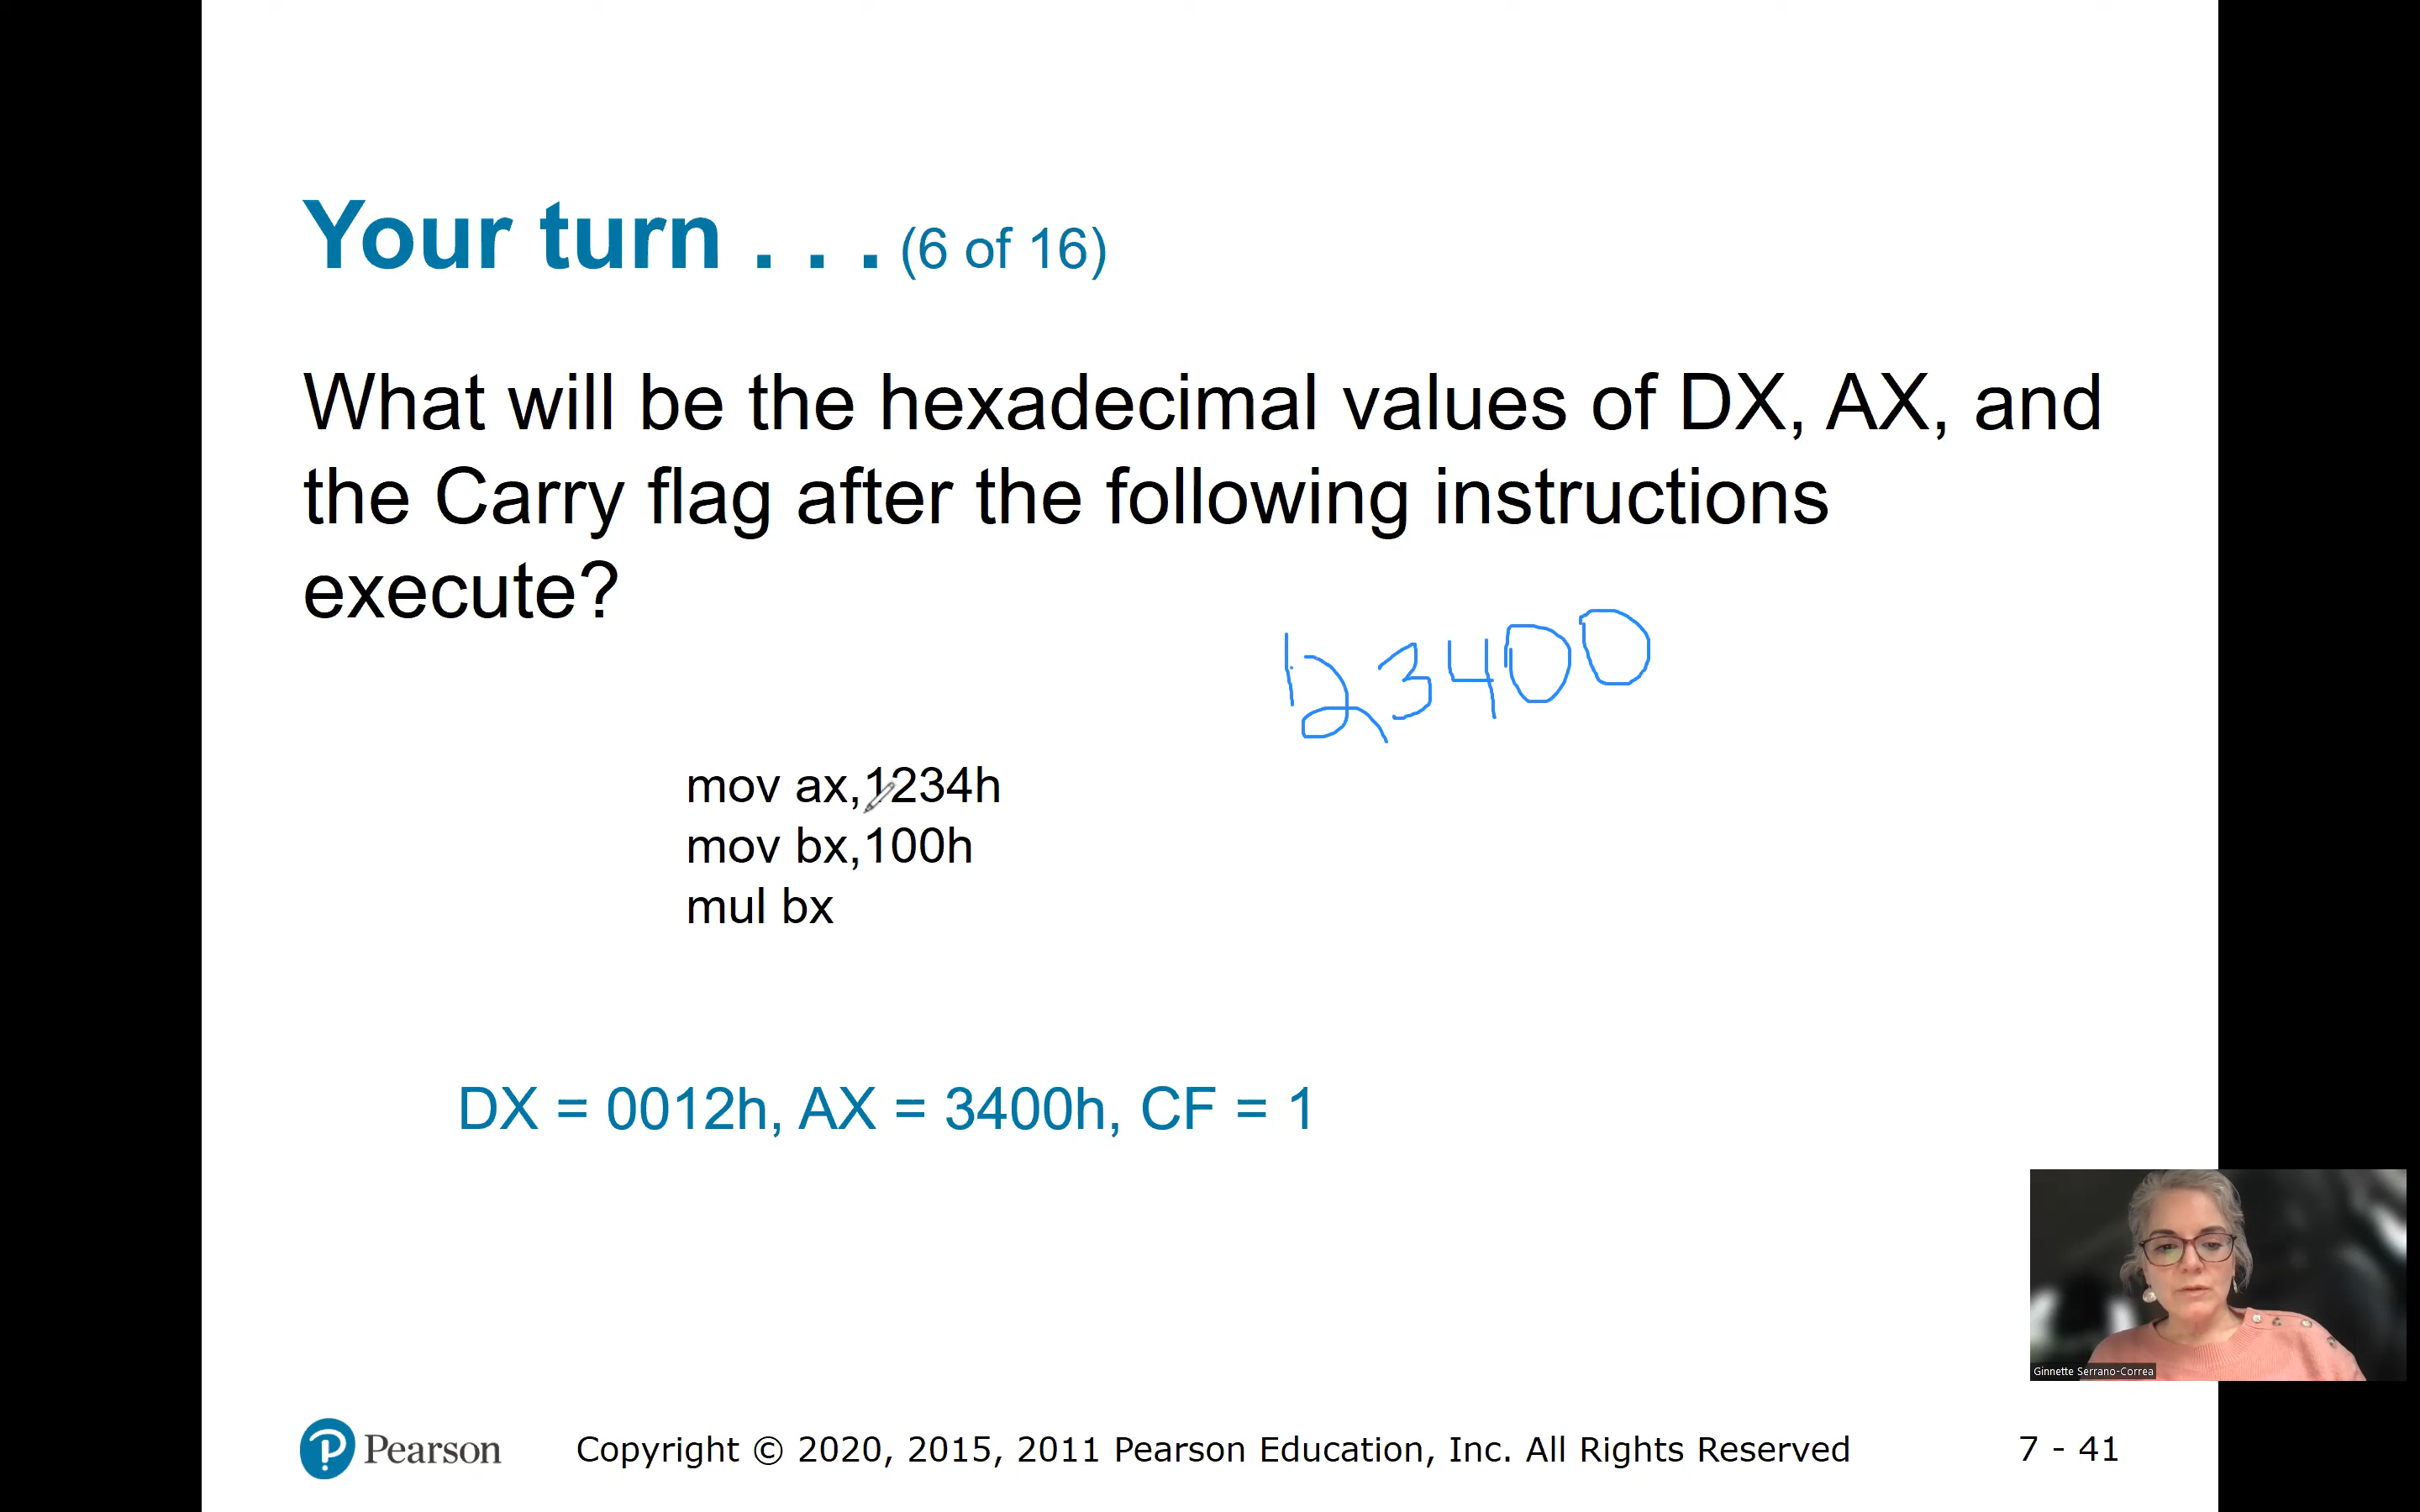 Your turn . . . (6 of 16)
What will be the hexadecimal values of DX, AX, and
the Carry flag after the following instructions
execute?
123400
mov ax,1234h
mov bx,100h
mul bx
DX = 0012h, AX = 3400h, CF = 1
Ginnette Serrano-Correa
Pearson Copyright © 2020, 2015, 2011 Pearson Education, Inc. All Rights Reserved 7 - 41